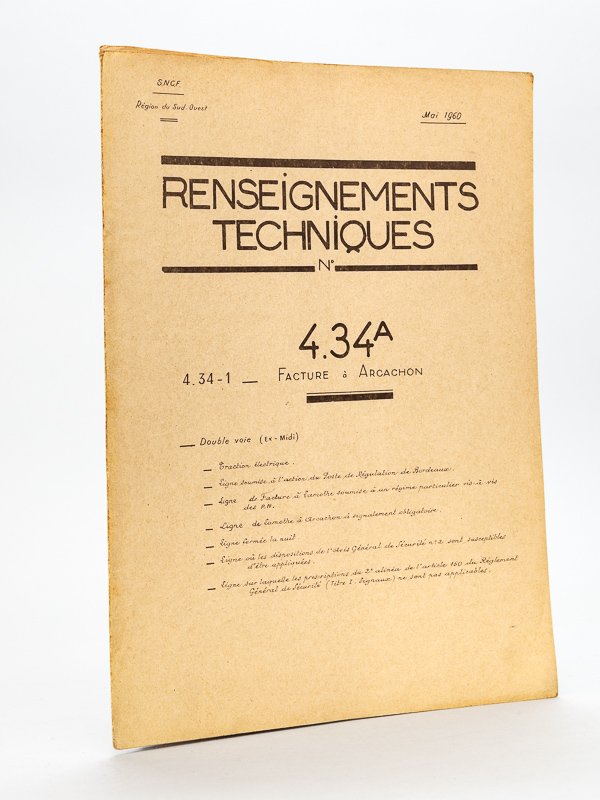 S.N.C.F.
Région du Sud-Ouest
Mai 1960
RENSEIGNEMENTS
TECHNIQUES
N°
4.34A
4.34-1 — FACTURE à ARCACHON
— Double voie (Ex-Midi)
— Traction électrique.
— Ligne soumise à l'action du Poste de Régulation de Bordeaux.
— Ligne de Facture à Lamothe soumise à un régime particulier vis à vis
des P.N.
— Ligne de Lamothe à Arcachon à signalement obligatoire.
— Ligne fermée la nuit
— Ligne où les dispositions de l'Avis Général de Sécurité n°2 sont susceptibles
d'être appliquées.
— Ligne sur laquelle les prescriptions du 2° alinéa de l'article 160 du Règlement
Général de Sécurité (Titre I. Signaux) ne sont pas applicables.